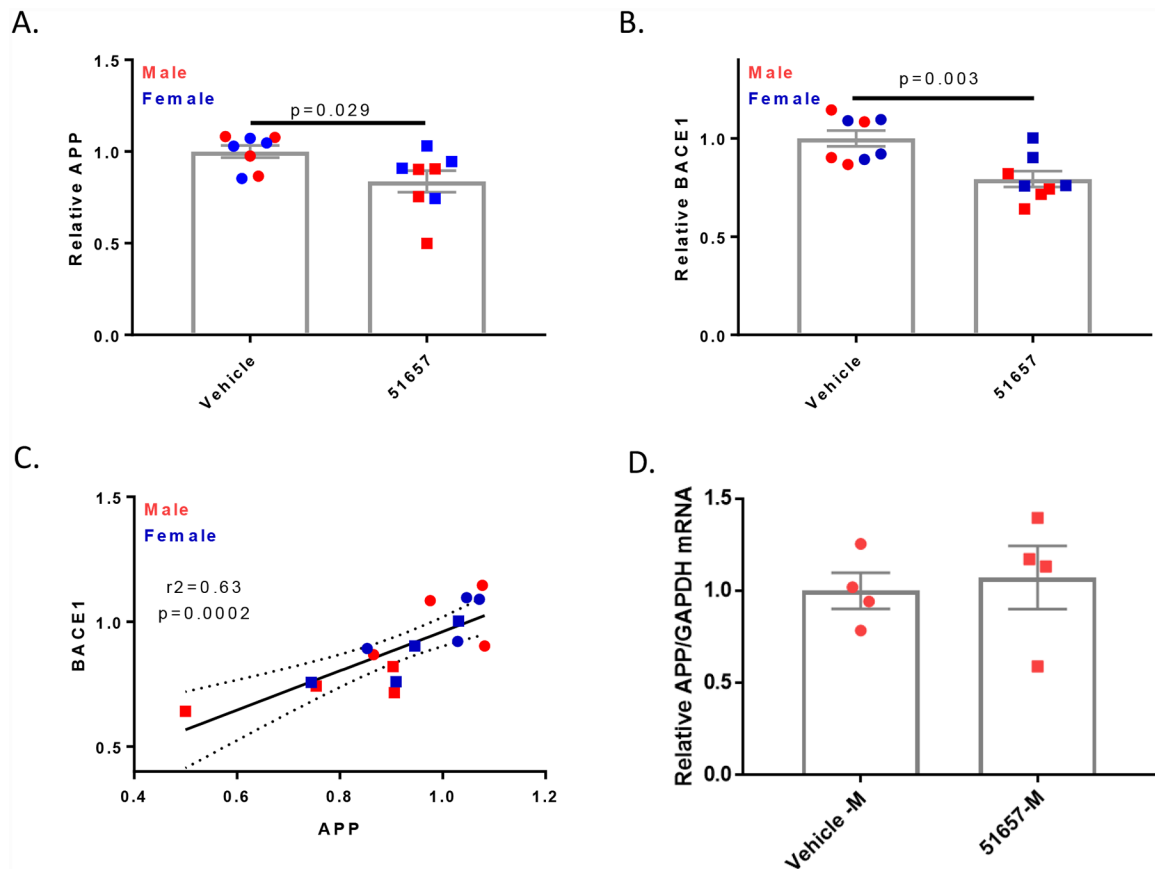 A.
1.5
Male
Female
p=0.029
1.0
Relative APP
0.5
0.0
Vehicle
51657
B.
Male
Female
p=0.003
1.0
Relative BACE1
0.5
0.0
Vehicle
51657
C.
1.5
Male
Female
r2=0.63
p=0.0002
1.0
BACE1
0.5
0.4
0.6
0.8
1.0
1.2
APP
D.
1.5
1.0
Relative APP/GAPDH mRNA
0.5
0.0
Vehicle -M
51657-M